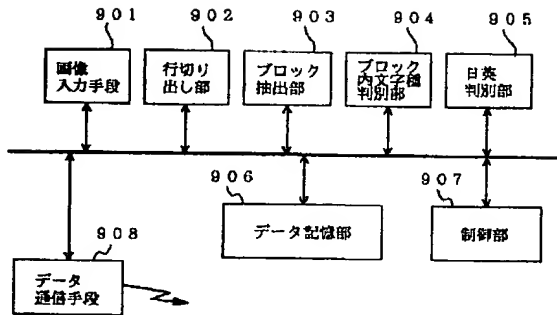 901
902
903
904
905
画像
入力手段
行切り
出し部
ブロック
抽出部
ブロック
内文字種
判別部
日英
判別部
906
907
データ記憶部
制御部
908
データ
通信手段